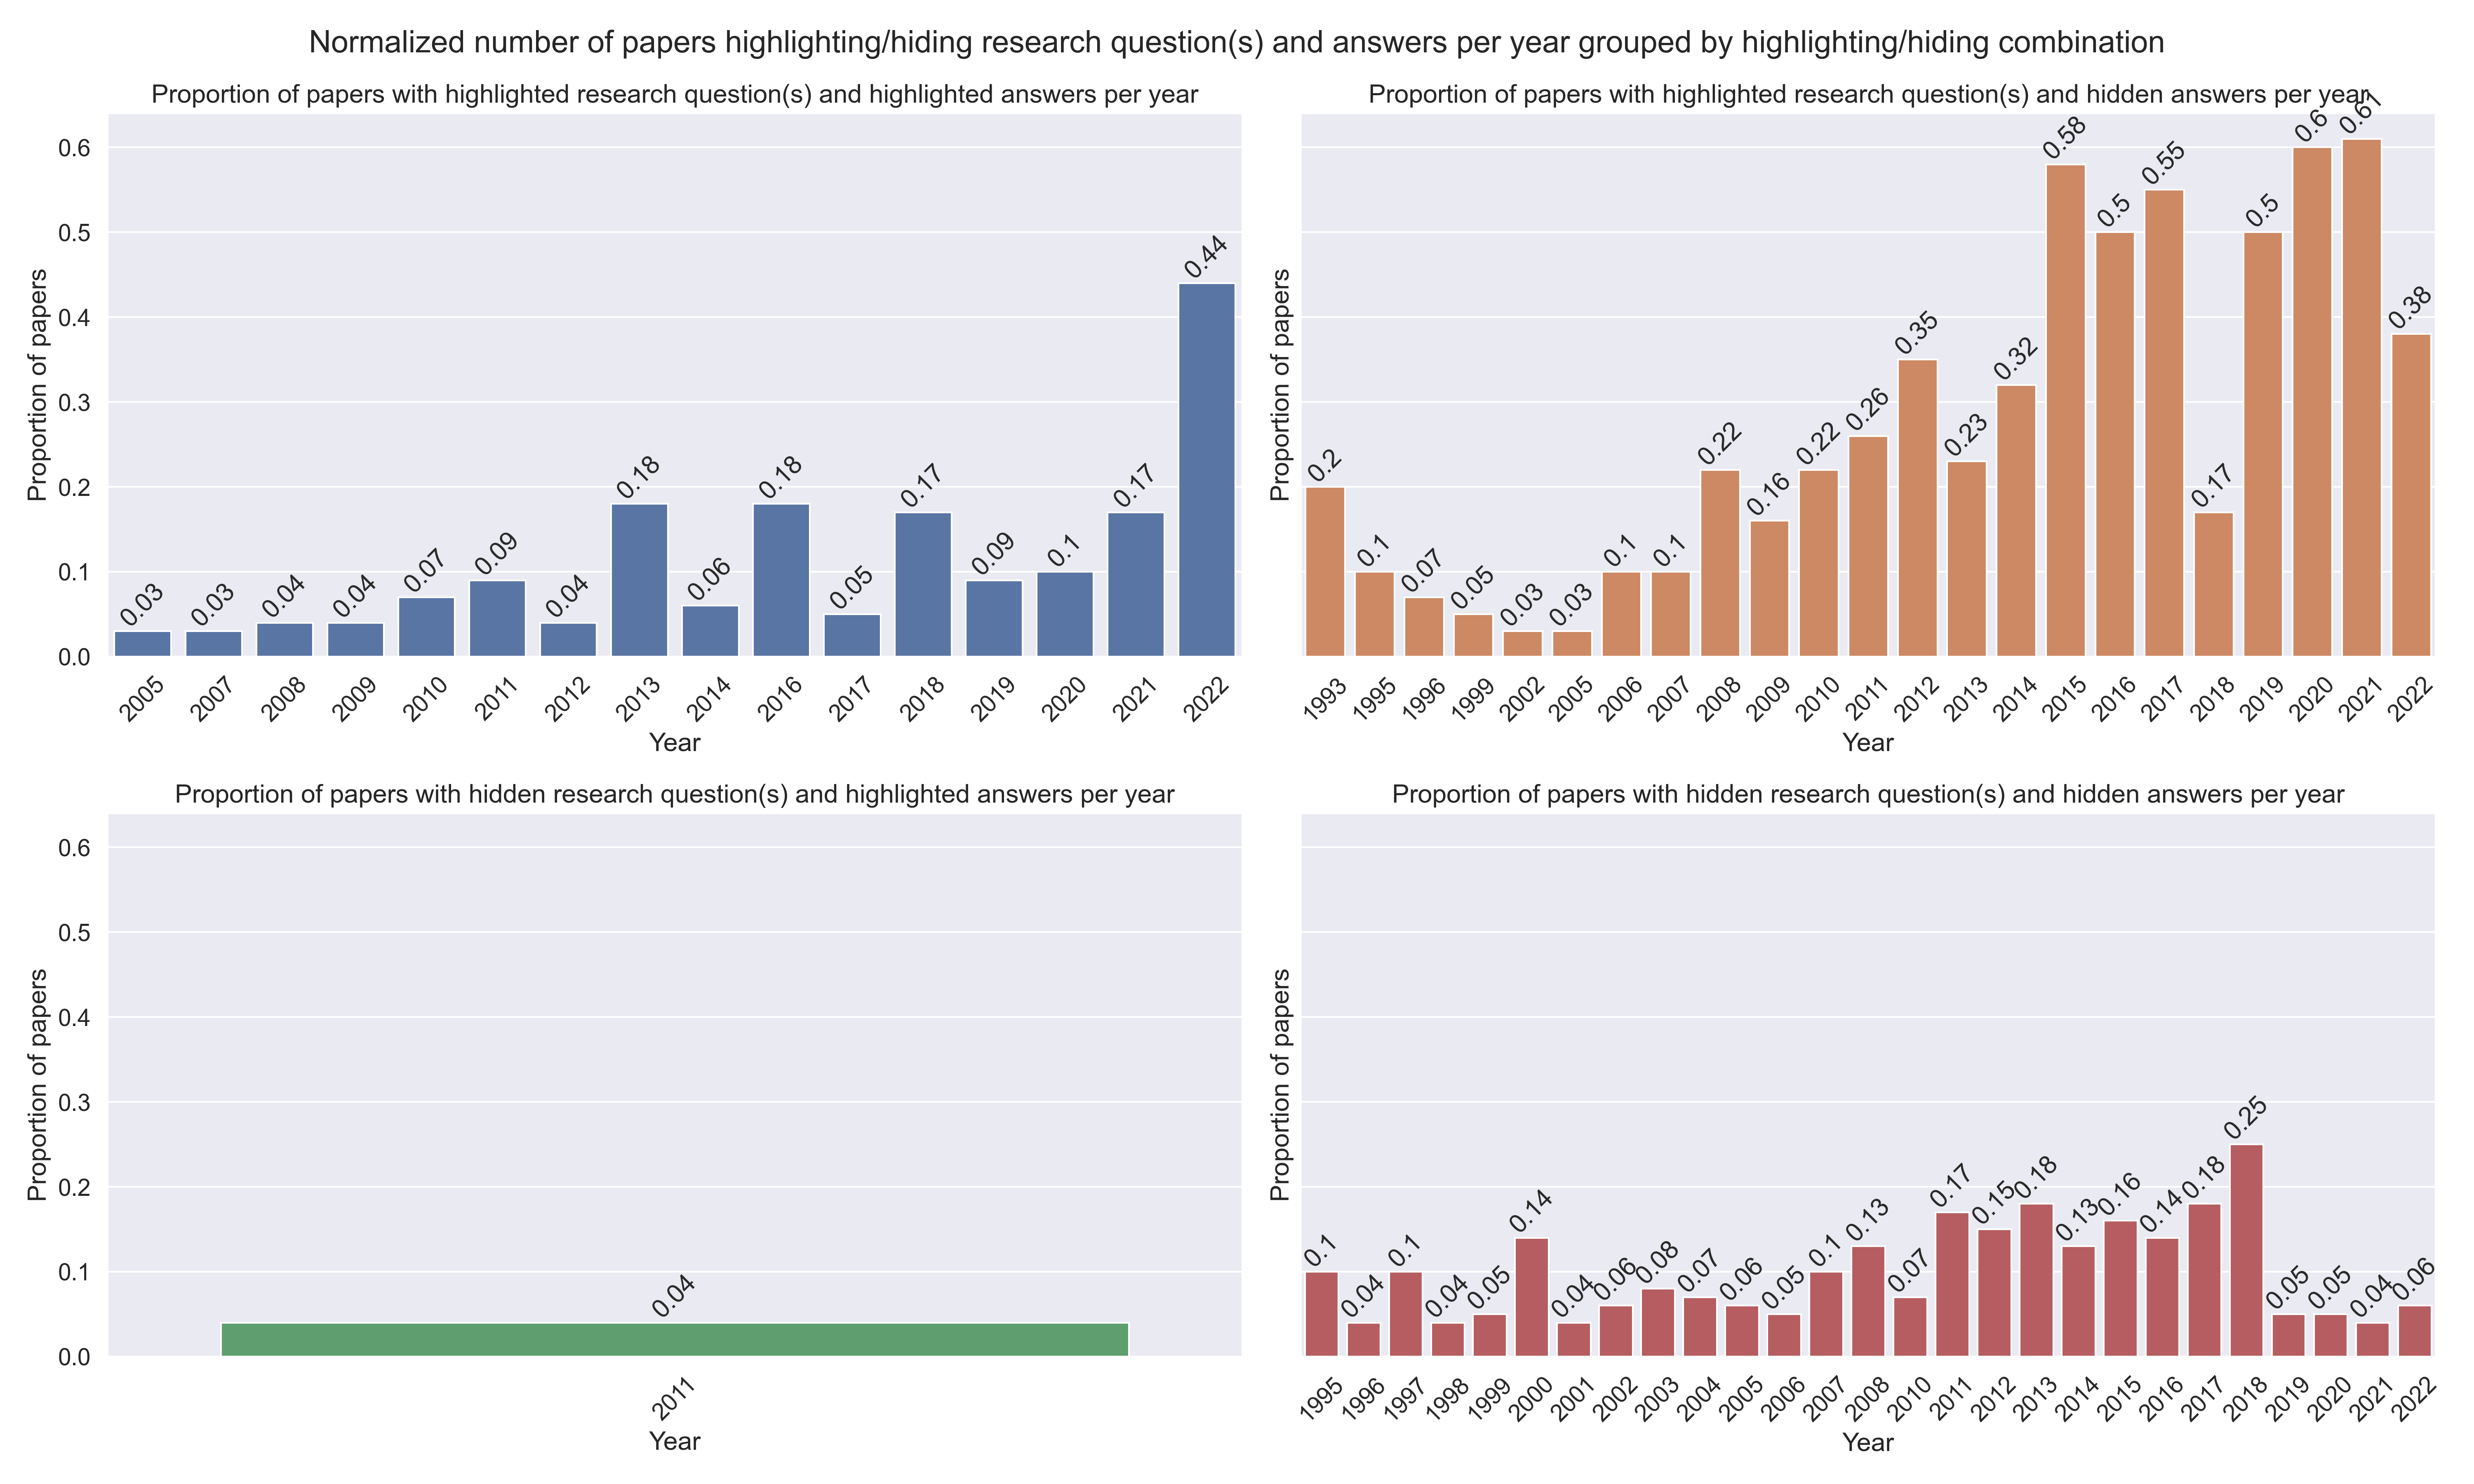 Normalized number of papers highlighting/hiding research question(s) and answers per year grouped by highlighting/hiding combination
Proportion of papers with highlighted research question(s) and highlighted answers per year
Proportion of papers
0.6
0.5
0.4
0.3
0.2
0.1
0.0
0.03 0.03 0.04 0.04 0.07 0.09 0.04 0.18 0.06 0.18 0.05 0.17 0.09 0.1 0.17 0.44
2005 2007 2008 2009 2010 2011 2012 2013 2014 2016 2017 2018 2019 2020 2021 2022
Year
Proportion of papers with highlighted research question(s) and hidden answers per year
Proportion of papers
0.2 0.1 0.07 0.05 0.03 0.03 0.1 0.1 0.22 0.16 0.22 0.26 0.35 0.23 0.32 0.58 0.5 0.55 0.17 0.5 0.6 0.61 0.38
1993 1995 1996 1999 2002 2005 2006 2007 2008 2009 2010 2011 2012 2013 2014 2015 2016 2017 2018 2019 2020 2021 2022
Year
Proportion of papers with hidden research question(s) and highlighted answers per year
Proportion of papers
0.6
0.5
0.4
0.3
0.2
0.1
0.0
0.04
2011
Year
Proportion of papers with hidden research question(s) and hidden answers per year
Proportion of papers
0.1 0.04 0.1 0.04 0.05 0.14 0.04 0.06 0.08 0.07 0.06 0.05 0.1 0.13 0.07 0.17 0.15 0.18 0.13 0.16 0.14 0.18 0.25 0.05 0.05 0.04 0.06
1995 1996 1997 1998 1999 2000 2001 2002 2003 2004 2005 2006 2007 2008 2010 2011 2012 2013 2014 2015 2016 2017 2018 2019 2020 2021 2022
Year